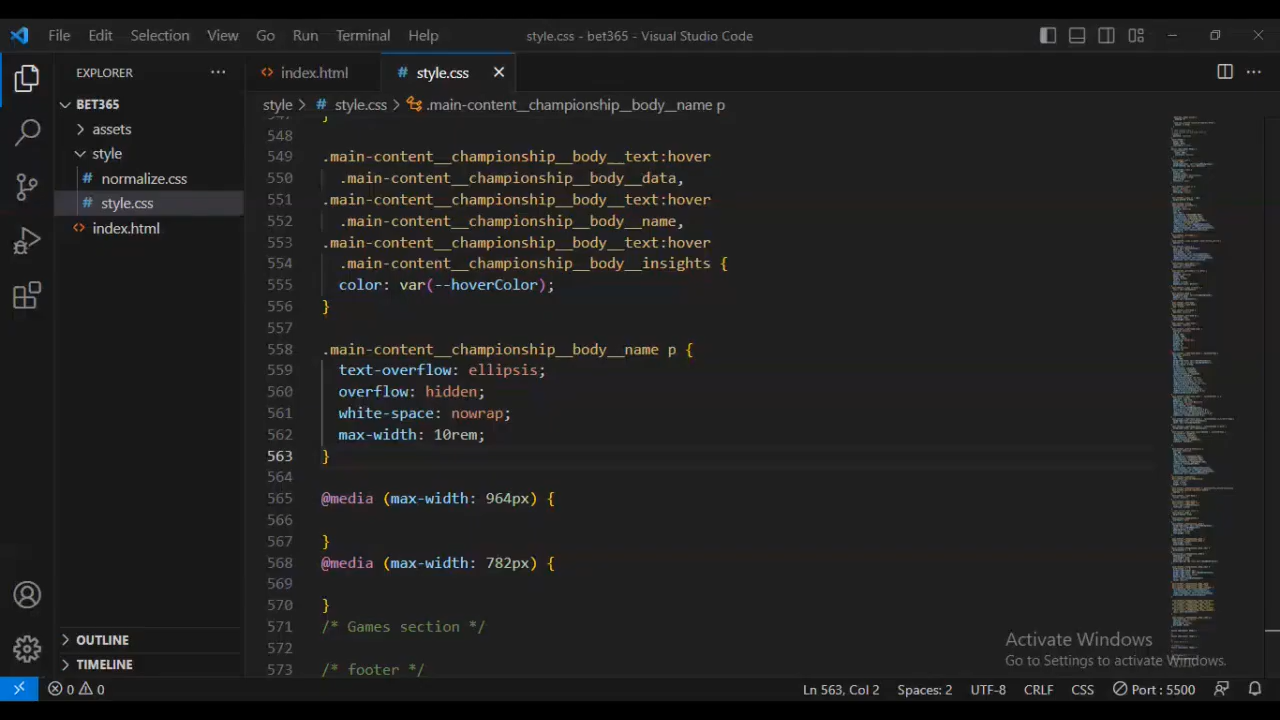 File Edit Selection View Go Run Terminal Help style.css - bet365 - Visual Studio Code
EXPLORER
index.html
style.css
BET365
style > style.css > .main-content__championship__body__name p
assets
style
normalize.css
style.css
index.html
OUTLINE
TIMELINE
547 }
548
549 .main-content__championship__body__text:hover
550 .main-content__championship__body__data,
551 .main-content__championship__body__text:hover
552 .main-content__championship__body__name,
553 .main-content__championship__body__text:hover
554 .main-content__championship__body__insights {
555 color: var(--hoverColor);
556 }
557
558 .main-content__championship__body__name p {
559 text-overflow: ellipsis;
560 overflow: hidden;
561 white-space: nowrap;
562 max-width: 10rem;
563 }
564
565 @media (max-width: 964px) {
566
567 }
568 @media (max-width: 782px) {
569
570 }
571 /* Games section */
572
573 /* footer */
Activate Windows
Go to Settings to activate Windows.
0 0 Ln 563, Col 2 Spaces: 2 UTF-8 CRLF CSS Port : 5500